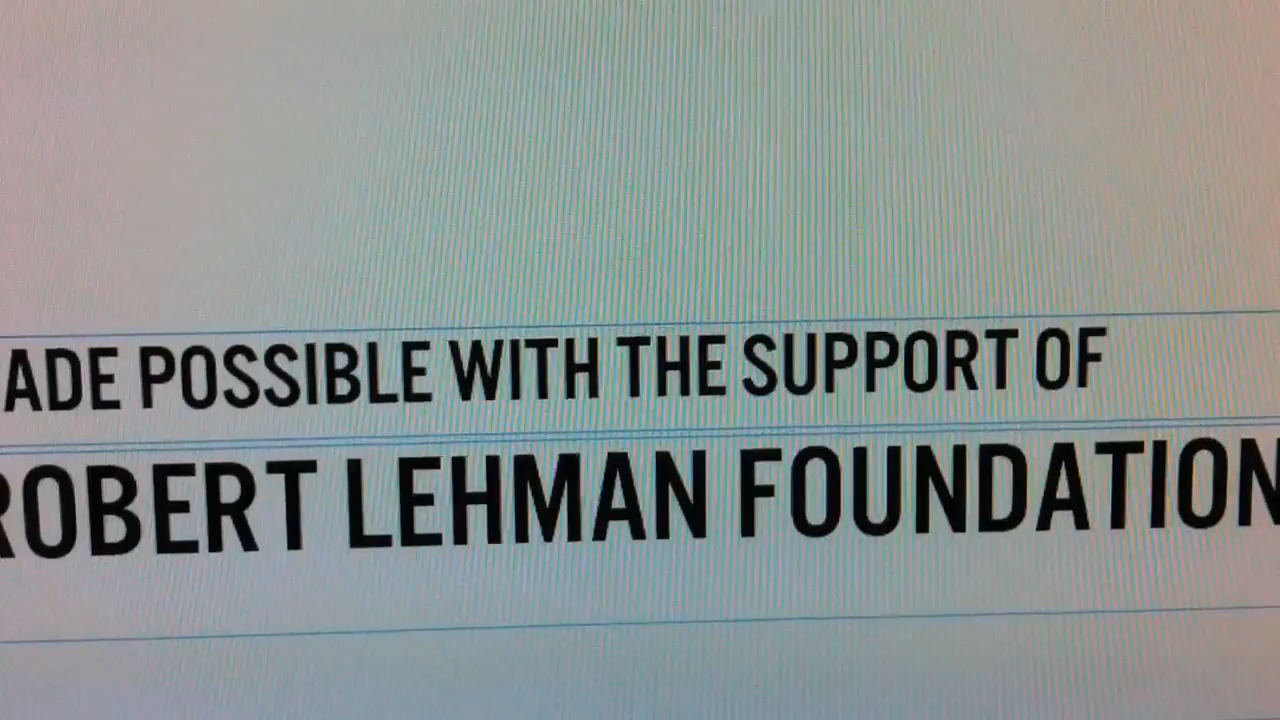 ADE POSSIBLE WITH THE SUPPORT OF
ROBERT LEHMAN FOUNDATION